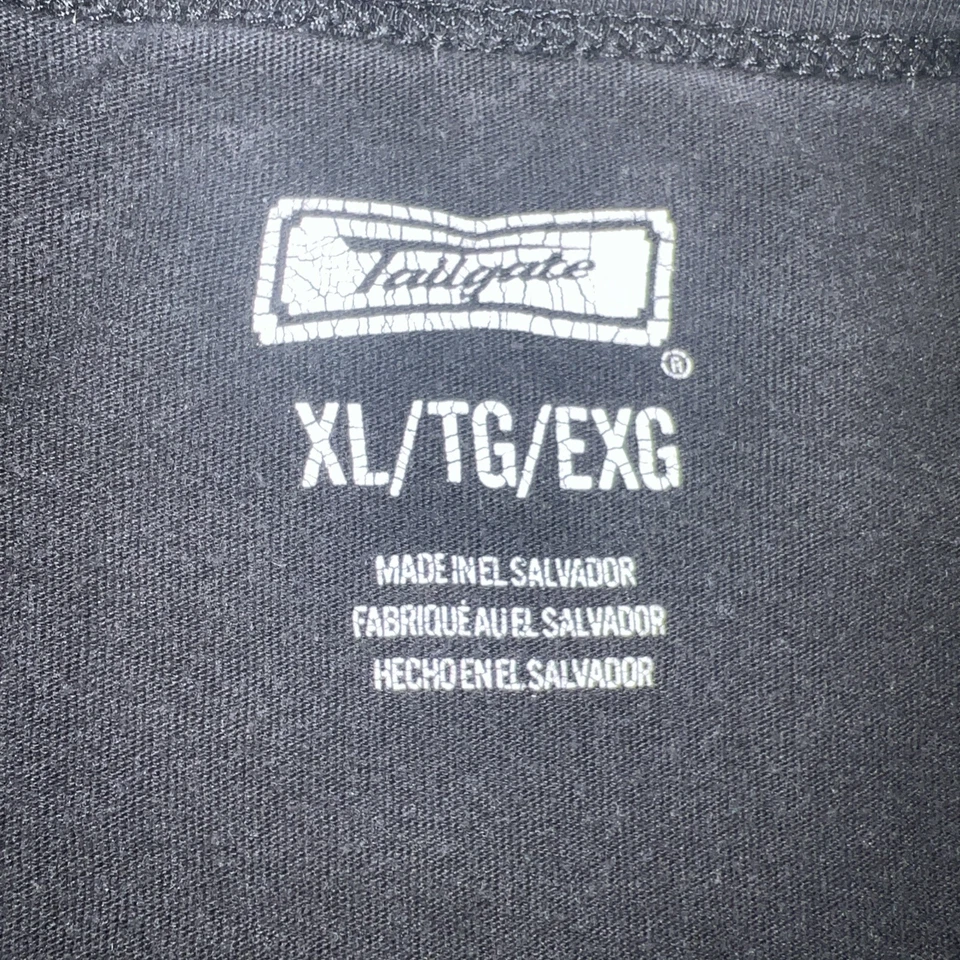 Tailgate
®
XL/TG/EXG
MADE IN EL SALVADOR
FABRIQUÉ AU EL SALVADOR
HECHO EN EL SALVADOR